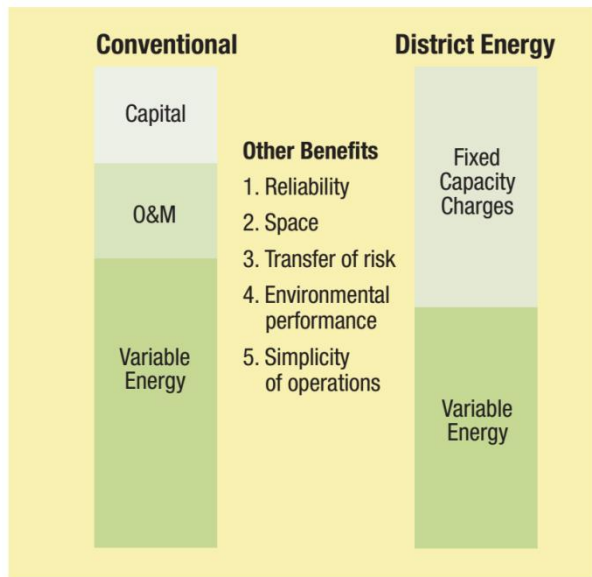 Conventional
District Energy
Capital
O&M
Variable
Energy
Other Benefits
1. Reliability
2. Space
3. Transfer of risk
4. Environmental
performance
5. Simplicity
of operations
Fixed
Capacity
Charges
Variable
Energy